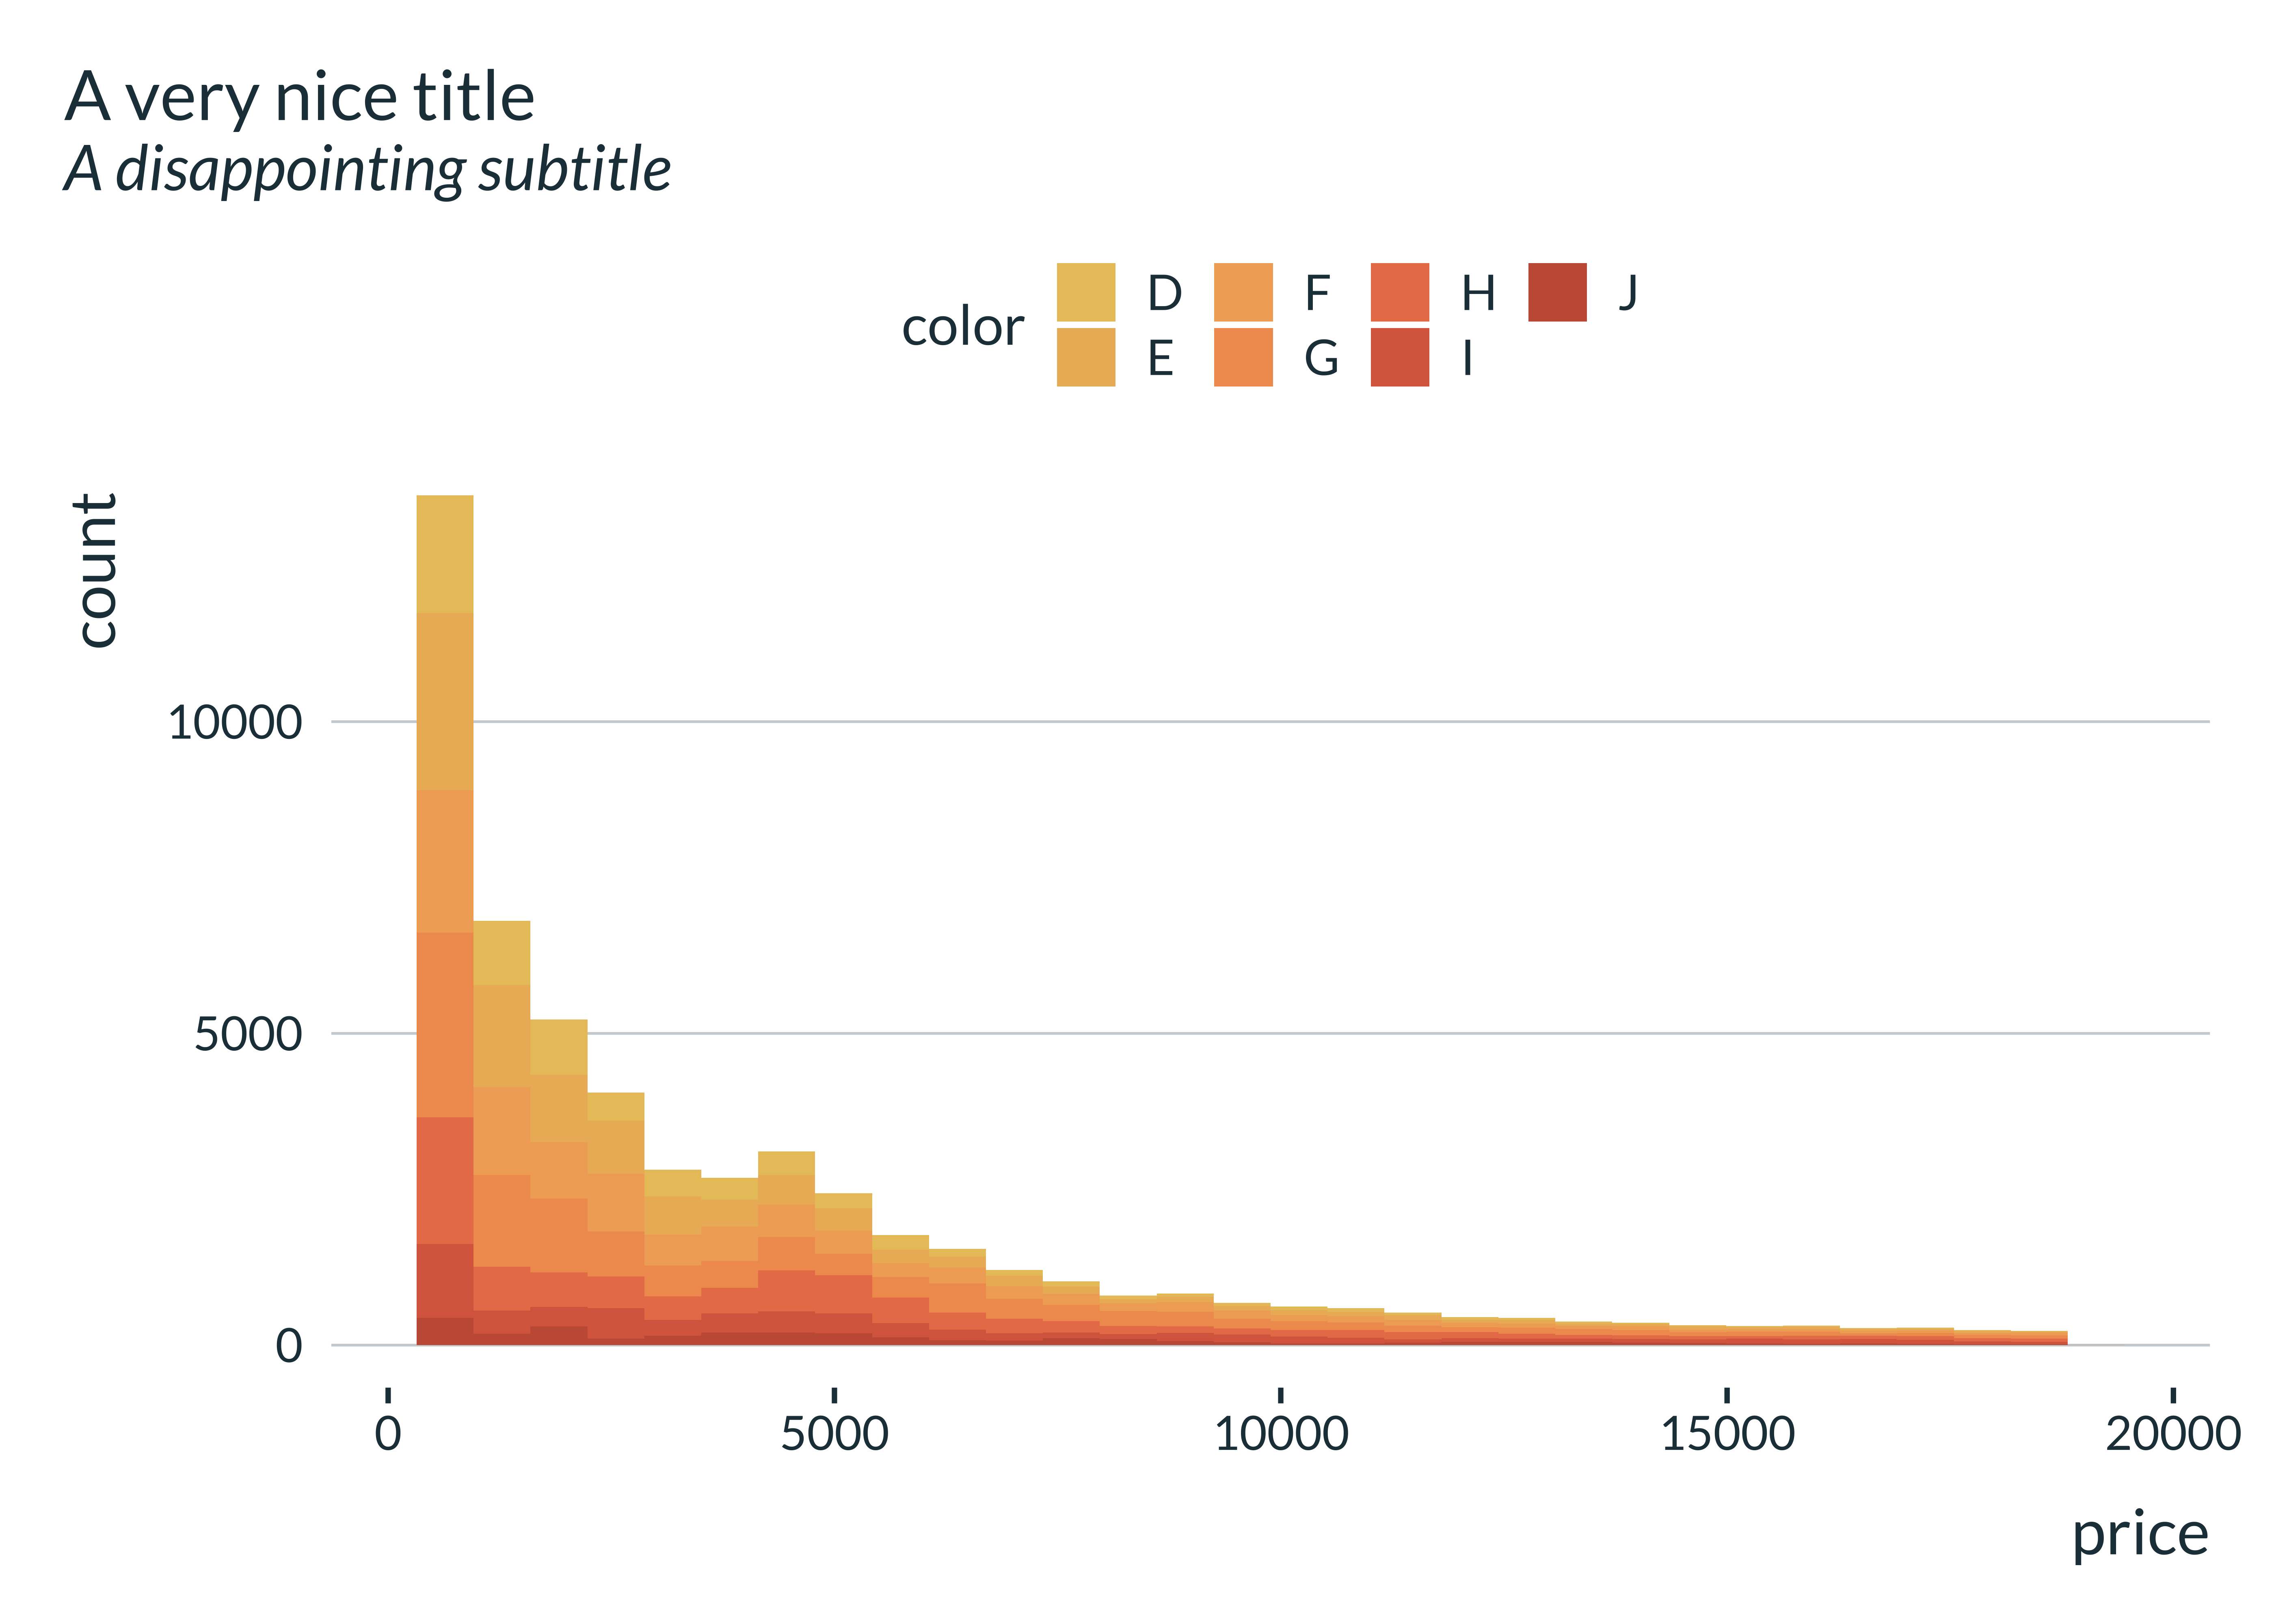 A very nice title
A disappointing subtitle
color
D F H J
E G I
count
10000
5000
0
0 5000 10000 15000 20000
price